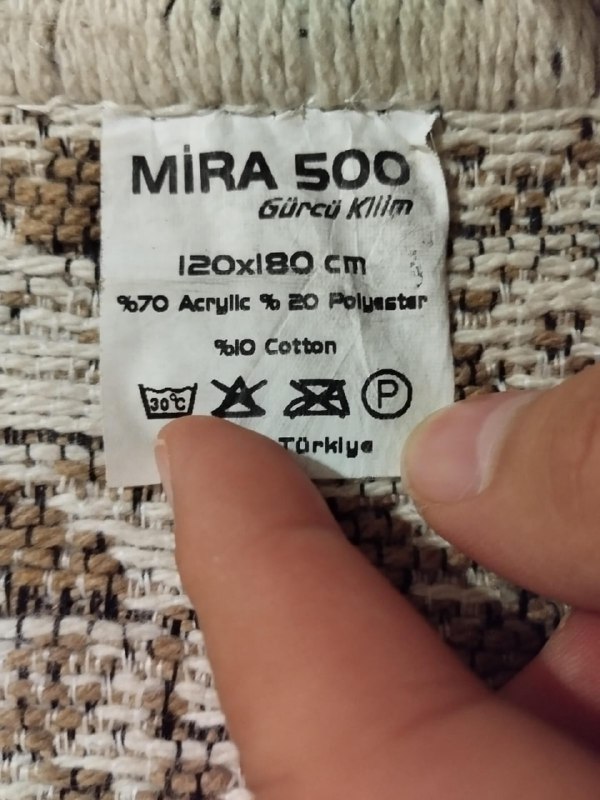 MİRA 500
Gürcü Kilim
120x180 cm
%70 Acrylic % 20 Polyester
%10 Cotton
30°C P
Türkiye